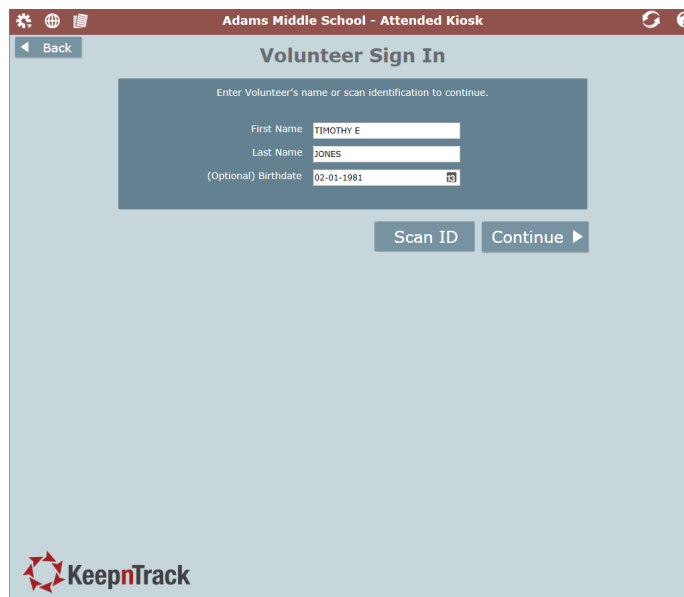 Adams Middle School - Attended Kiosk
Back
Volunteer Sign In
Enter Volunteer's name or scan identification to continue.
First Name TIMOTHY E
Last Name JONES
(Optional) Birthdate 02-01-1981 13
Scan ID Continue
KeepnTrack